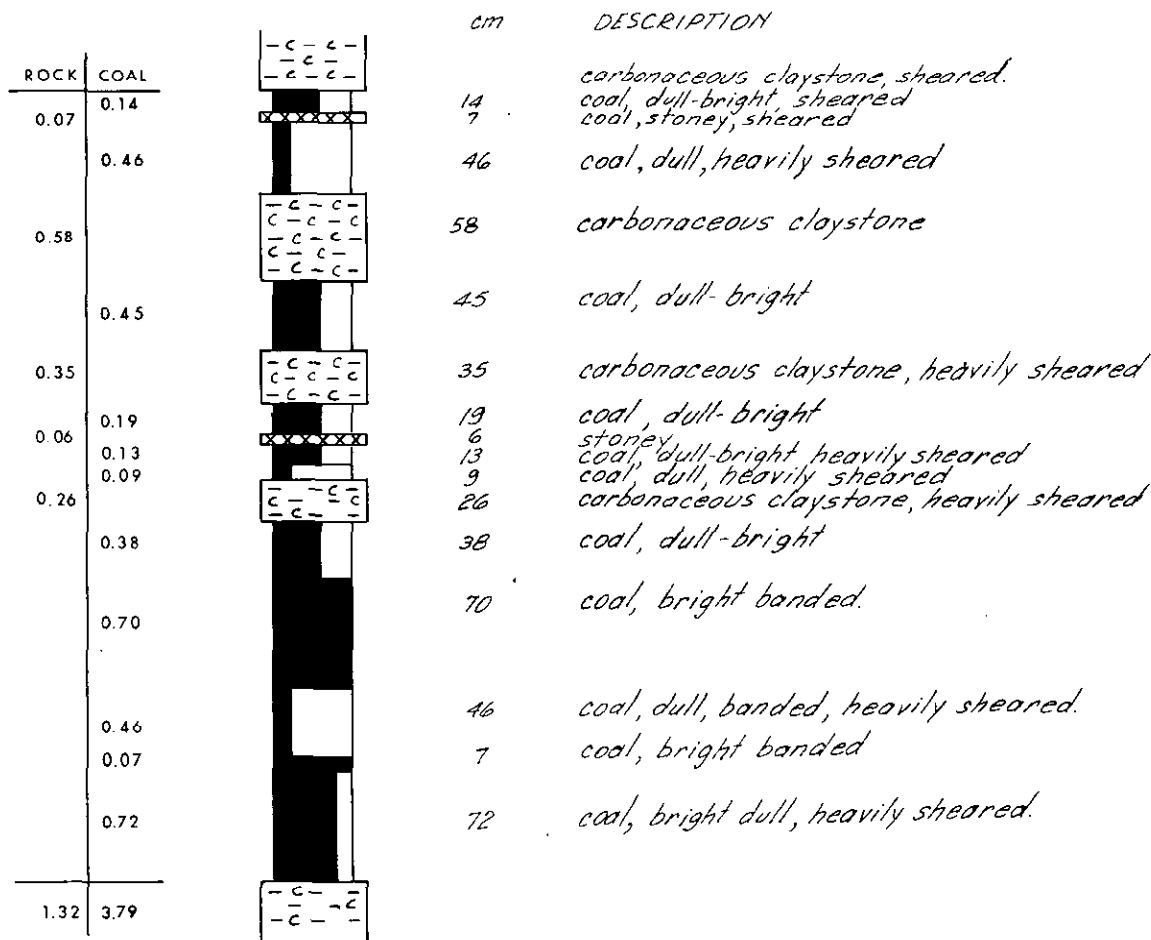 cm DESCRIPTION
ROCK COAL carbonaceous claystone, sheared.
0.14 14 coal, dull-bright, sheared
0.07 7 coal, stoney, sheared
0.46 46 coal, dull, heavily sheared
0.58 58 carbonaceous claystone
0.45 45 coal, dull-bright
0.35 35 carbonaceous claystone, heavily sheared
0.19 19 coal, dull-bright
0.06 6 stoney
0.13 13 coal, dull-bright heavily sheared
0.09 9 coal, dull, heavily sheared
0.26 26 carbonaceous claystone, heavily sheared
0.38 38 coal, dull-bright
0.70 70 coal, bright banded.
0.46 46 coal, dull, banded, heavily sheared.
0.07 7 coal, bright banded
0.72 72 coal, bright dull, heavily sheared.
1.32 3.79